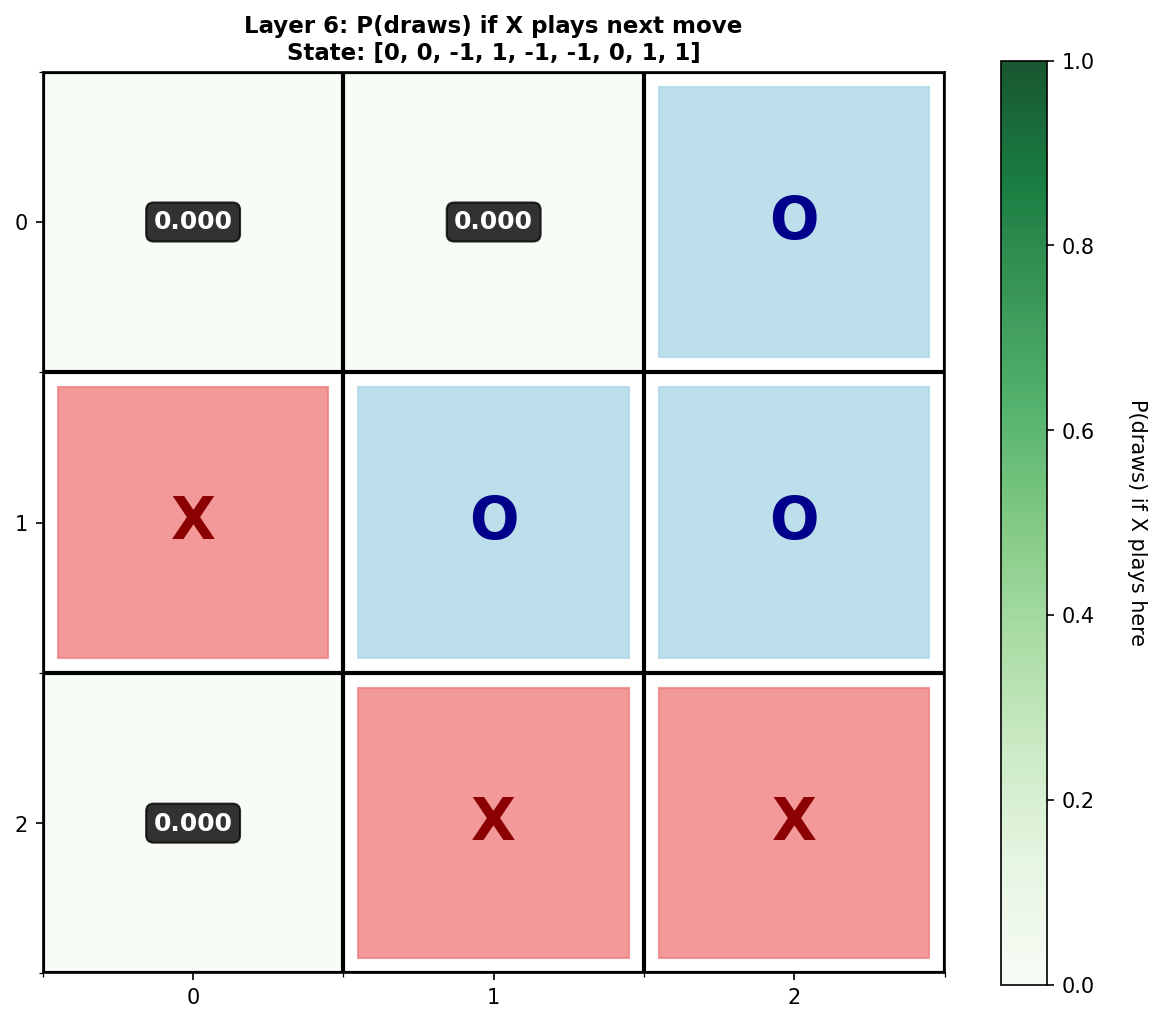 Layer 6: P(draws) if X plays next move
State: [0, 0, -1, 1, -1, -1, 0, 1, 1]
0.000
0.000
O
X
O
O
0.000
X
X
0
1
2
0
1
2
1.0
0.8
0.6
0.4
0.2
0.0
P(draws) if X plays here